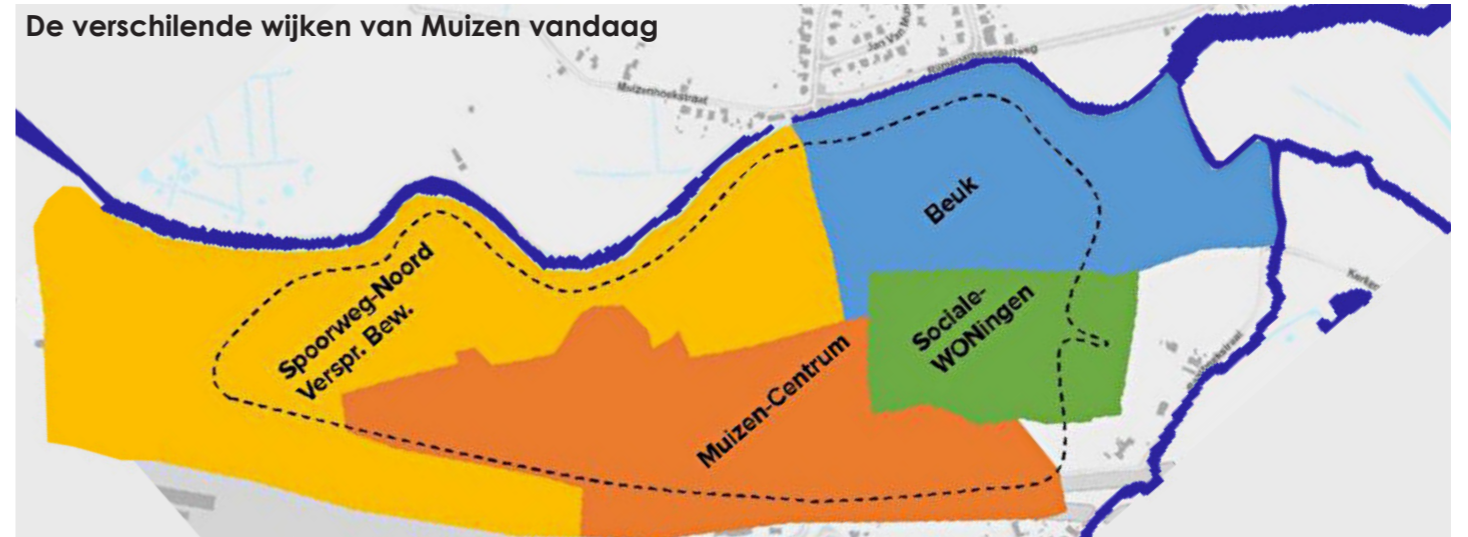 De verschilende wijken van Muizen vandaag
Muizenhoekstraat
Beuk
Spoorweg-Noord
Verspr. Bew.
Sociale-
WONingen
Muizen-Centrum